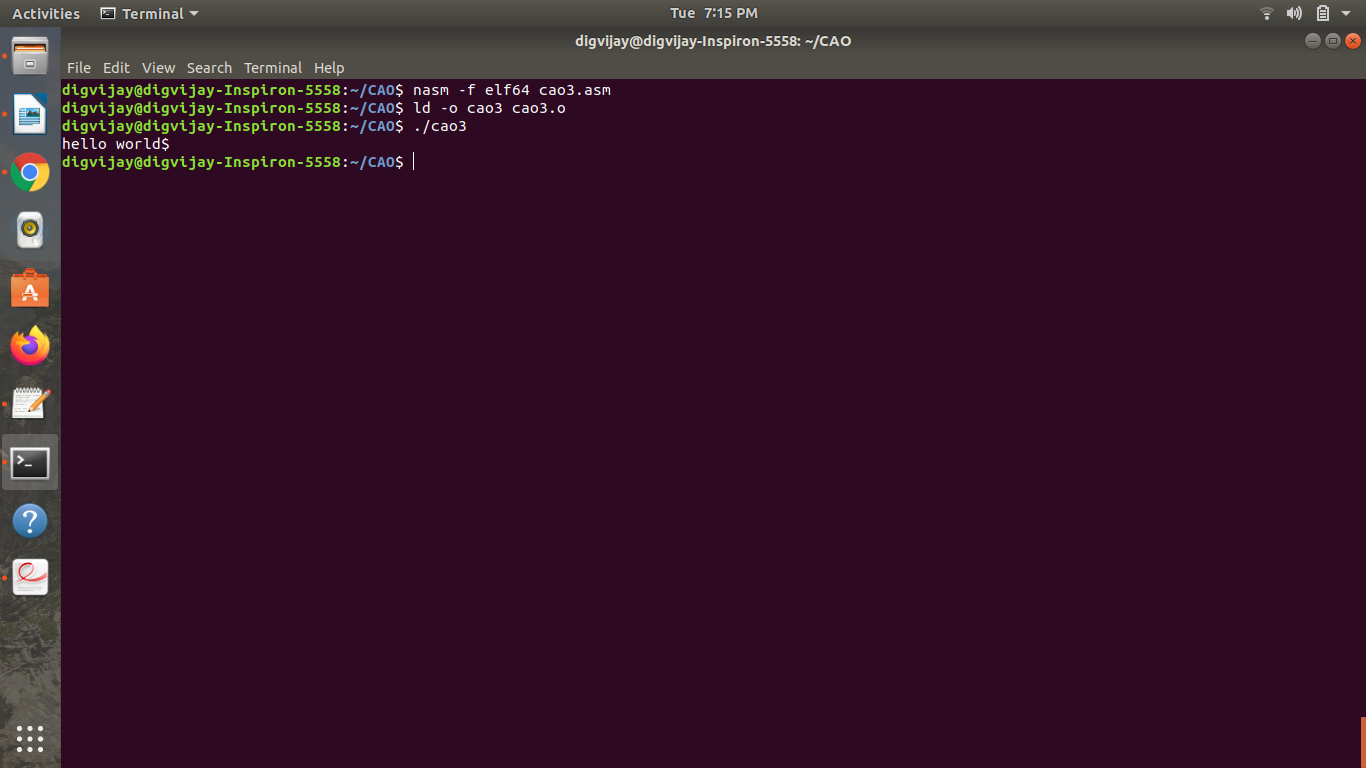 Activities Terminal Tue 7:15 PM
digvijay@digvijay-Inspiron-5558: ~/CAO
File Edit View Search Terminal Help
digvijay@digvijay-Inspiron-5558:~/CAO$ nasm -f elf64 cao3.asm
digvijay@digvijay-Inspiron-5558:~/CAO$ ld -o cao3 cao3.o
digvijay@digvijay-Inspiron-5558:~/CAO$ ./cao3
hello world$
digvijay@digvijay-Inspiron-5558:~/CAO$